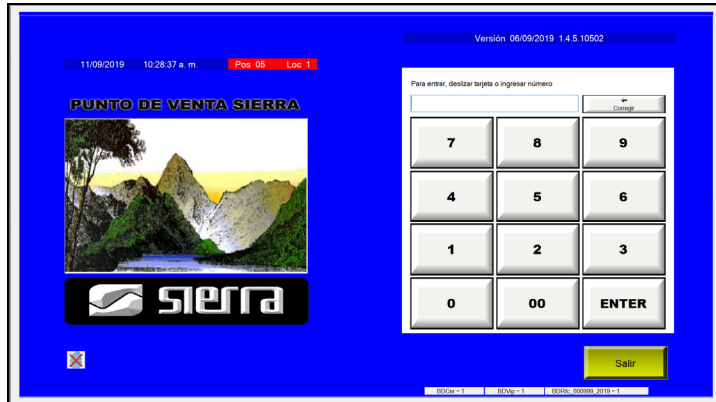 Versión 06/09/2019 1.4.5.10502
11/09/2019 10:28:37 a. m. Pos 05 Loc 1
Para entrar, deslizar tarjeta o ingresar número
Corregir
PUNTO DE VENTA SIERRA
7 8 9
4 5 6
1 2 3
0 00 ENTER
sierra
Salir
BDCer = 1 BDVip = 1 BDRfc_000999_2019 = 1